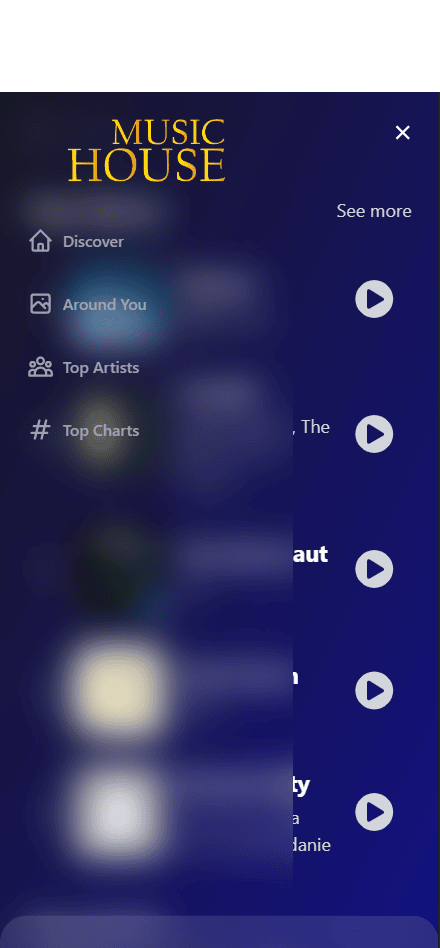 MUSIC
HOUSE
See more
Discover
Around You
Top Artists
, The
Top Charts
aut
ty
a
danie